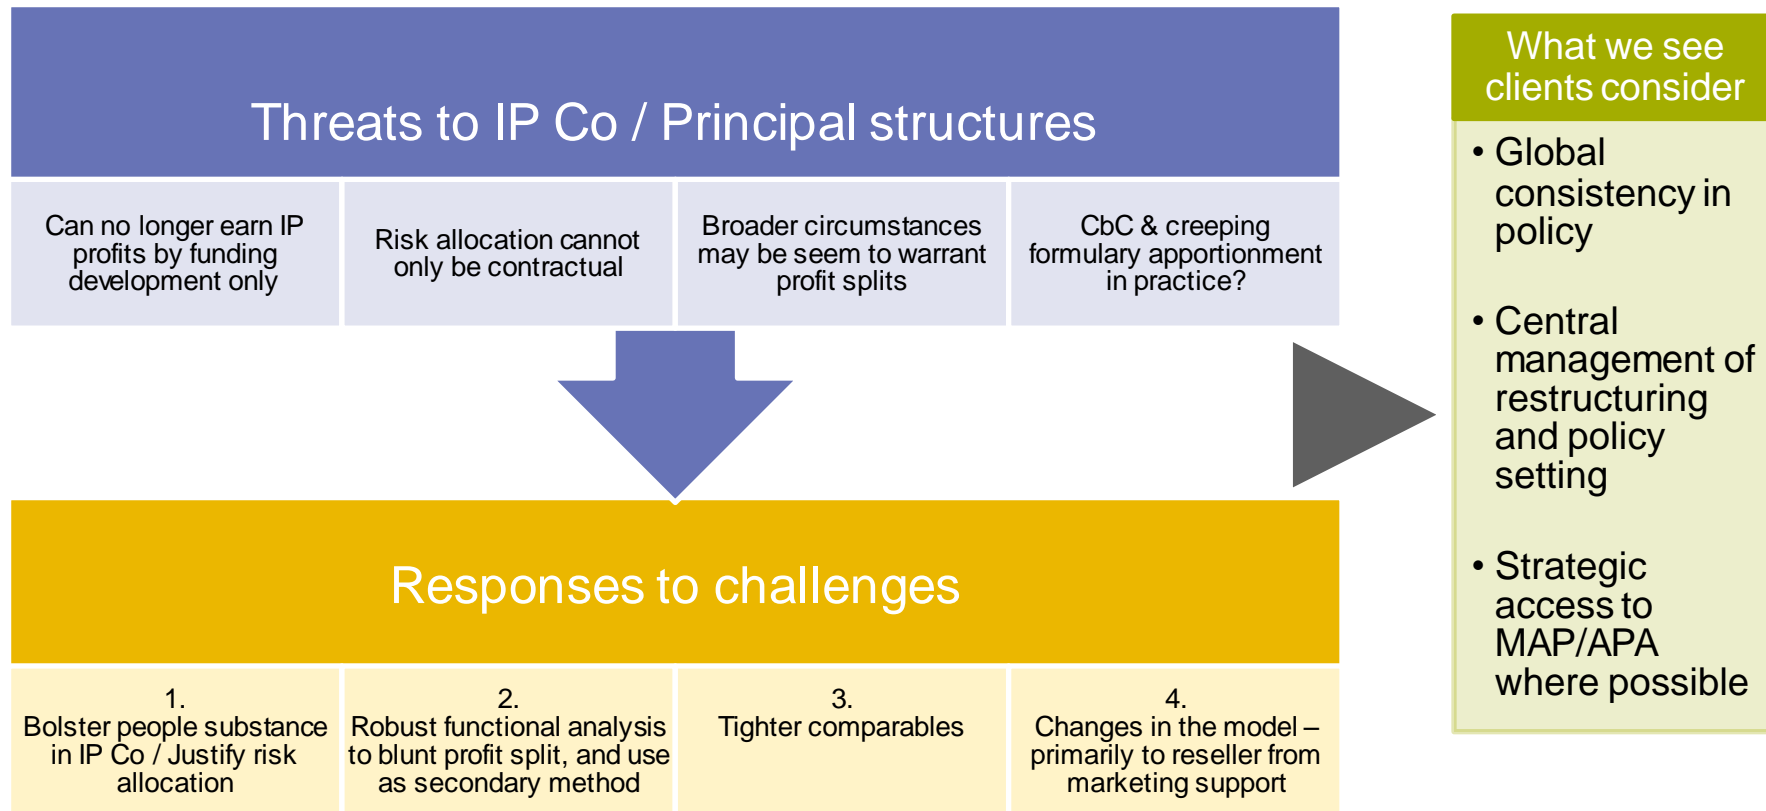 Threats to IP Co / Principal structures
Can no longer earn IP
profits by funding
development only
Risk allocation cannot
only be contractual
Broader circumstances
may be seem to warrant
profit splits
CbC & creeping
formulary apportionment
in practice?
Responses to challenges
1.
Bolster people substance
in IP Co / Justify risk
allocation
2.
Robust functional analysis
to blunt profit split, and use
as secondary method
3.
Tighter comparables
4.
Changes in the model –
primarily to reseller from
marketing support
What we see
clients consider
• Global
consistency in
policy
• Central
management of
restructuring
and policy
setting
• Strategic
access to
MAP/APA
where possible